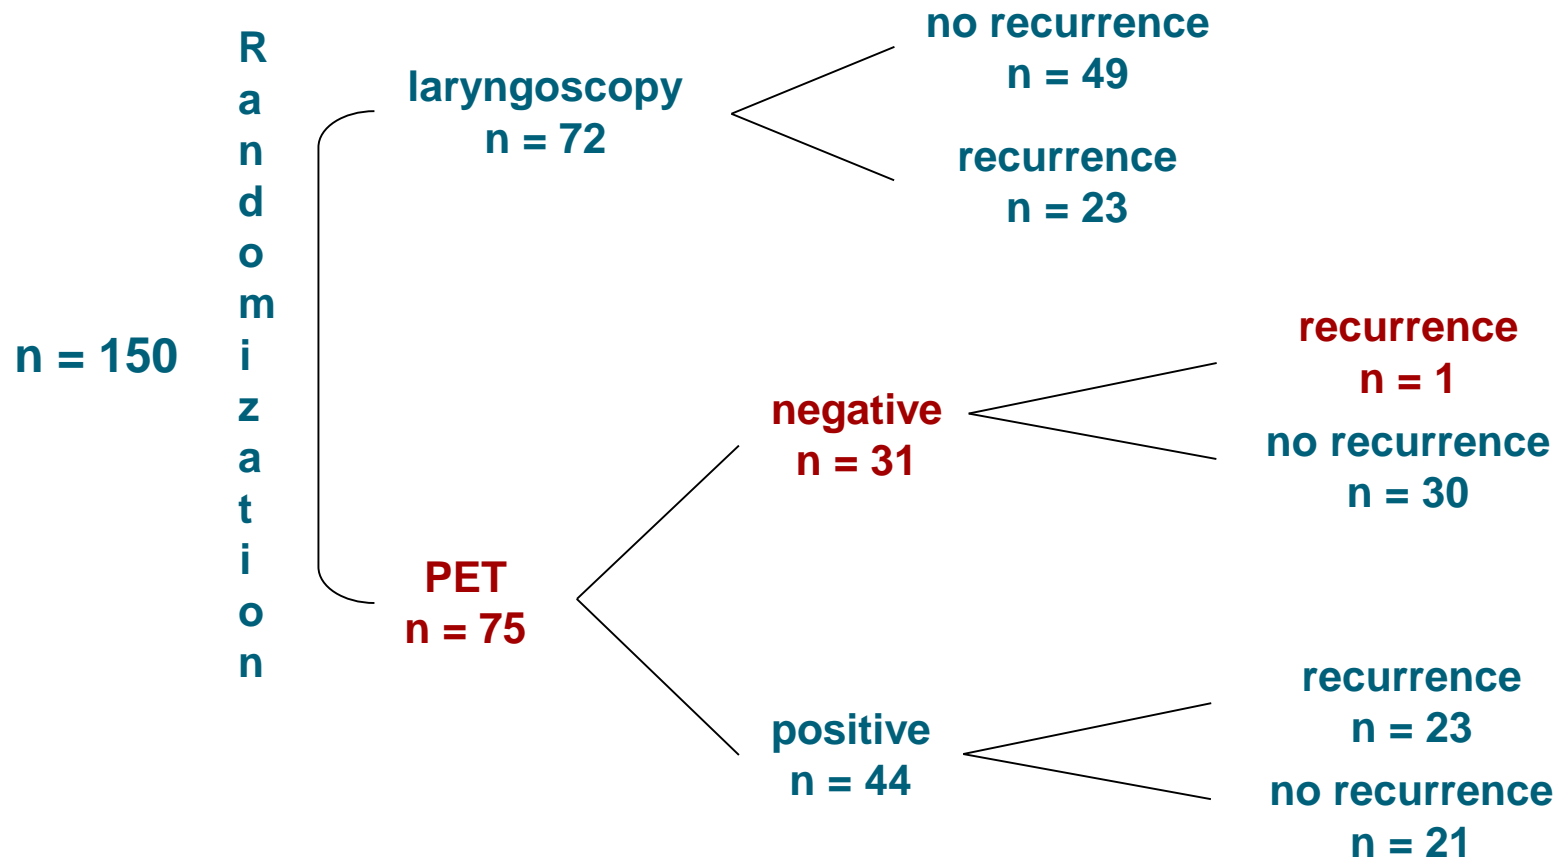 n = 150
Randomization
laryngoscopy
n = 72
no recurrence
n = 49
recurrence
n = 23
PET
n = 75
negative
n = 31
recurrence
n = 1
no recurrence
n = 30
positive
n = 44
recurrence
n = 23
no recurrence
n = 21